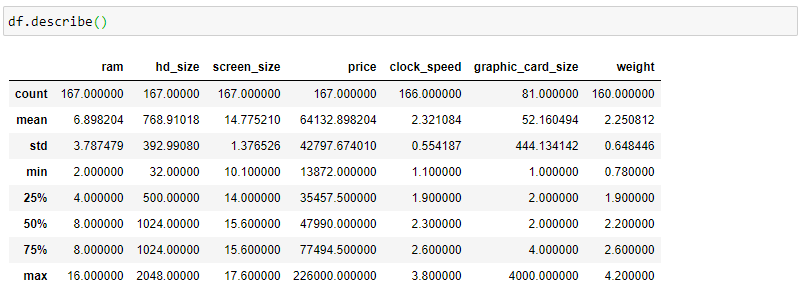 df.describe()
ram hd_size screen_size price clock_speed graphic_card_size weight
count 167.000000 167.00000 167.000000 167.000000 166.000000 81.000000 160.000000
mean 6.898204 768.91018 14.775210 64132.898204 2.321084 52.160494 2.250812
std 3.787479 392.99080 1.376526 42797.674010 0.554187 444.134142 0.648446
min 2.000000 32.00000 10.100000 13872.000000 1.100000 1.000000 0.780000
25% 4.000000 500.00000 14.000000 35457.500000 1.900000 2.000000 1.900000
50% 8.000000 1024.00000 15.600000 47990.000000 2.300000 2.000000 2.200000
75% 8.000000 1024.00000 15.600000 77494.500000 2.600000 4.000000 2.600000
max 16.000000 2048.00000 17.600000 226000.000000 3.800000 4000.000000 4.200000